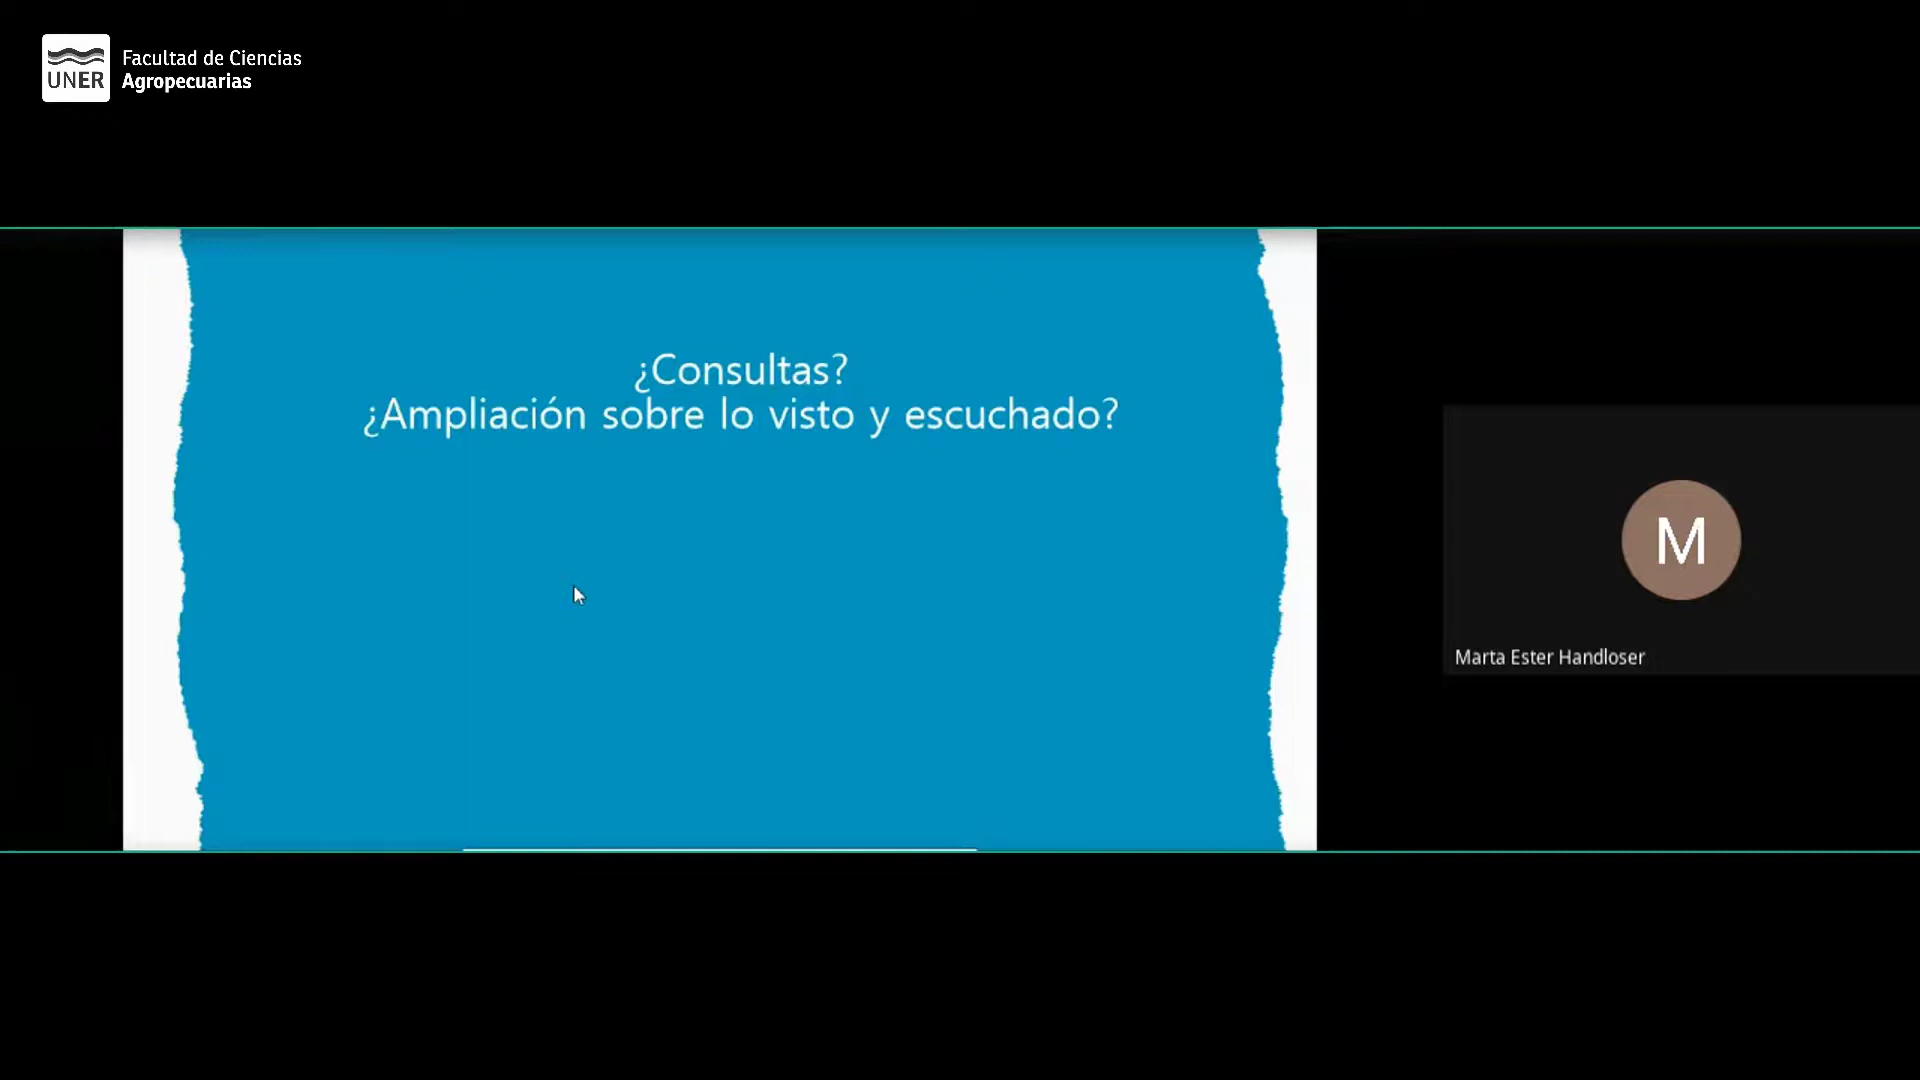 UNER
Facultad de Ciencias
Agropecuarias
¿Consultas?
¿Ampliación sobre lo visto y escuchado?
M
Marta Ester Handloser